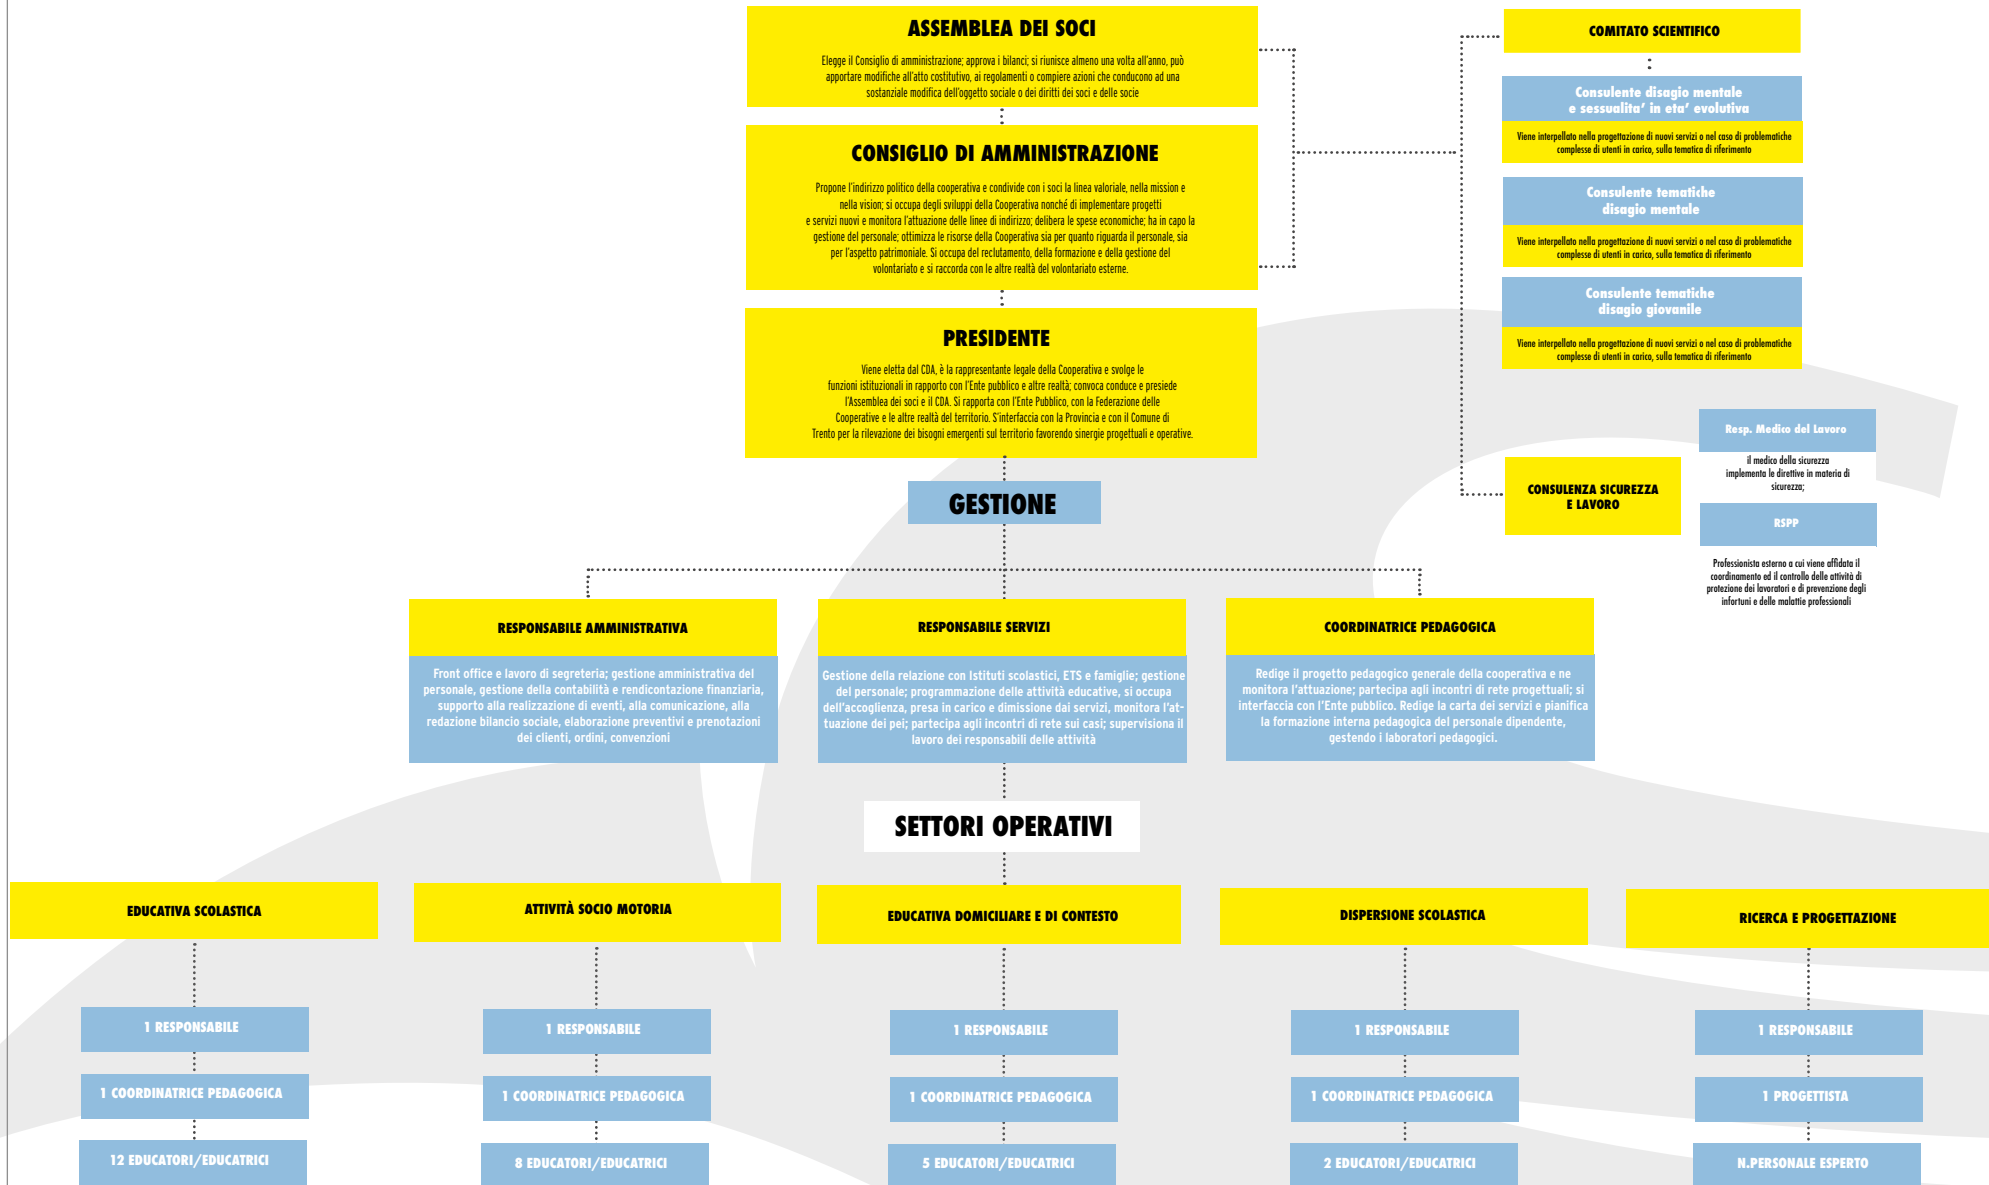 ASSEMBLEA DEI SOCI
Elegge il Consiglio di amministrazione; approva i bilanci; si riunisce almeno una volta all'anno, può
apportare modifiche all'atto costitutivo, ai regolamenti o compiere azioni che conducono ad una
sostanziale modifica dell'oggetto sociale o dei diritti dei soci e delle socie
CONSIGLIO DI AMMINISTRAZIONE
Propone l'indirizzo politico della cooperativa e condivide con i soci la linea valoriale, nella mission e
nella vision; si occupa degli sviluppi della Cooperativa nonché di implementare progetti
e servizi nuovi e monitora l'attuazione delle linee di indirizzo; delibera le spese economiche; ha in capo la
gestione del personale; ottimizza le risorse della Cooperativa sia per quanto riguarda il personale, sia
per l'aspetto patrimoniale. Si occupa del reclutamento, della formazione e della gestione del
volontariato e si raccorda con le altre realtà del volontariato esterne.
PRESIDENTE
Viene eletta dal CDA, è la rappresentante legale della Cooperativa e svolge le
funzioni istituzionali in rapporto con l'Ente pubblico e altre realtà; convoca conduce e presiede
l'Assemblea dei soci e il CDA. Si rapporta con l'Ente Pubblico, con la Federazione delle
Cooperative e le altre realtà del territorio. S'interfaccia con la Provincia e con il Comune di
Trento per la rilevazione dei bisogni emergenti sul territorio favorendo sinergie progettuali e operative.
COMITATO SCIENTIFICO
Consulente disagio mentale
e sessualita' in eta' evolutiva
Viene interpellato nella progettazione di nuovi servizi o nel caso di problematiche
complesse di utenti in carico, sulla tematica di riferimento
Consulente tematiche
disagio mentale
Viene interpellato nella progettazione di nuovi servizi o nel caso di problematiche
complesse di utenti in carico, sulla tematica di riferimento
Consulente tematiche
disagio giovanile
Viene interpellato nella progettazione di nuovi servizi o nel caso di problematiche
complesse di utenti in carico, sulla tematica di riferimento
CONSULENZA SICUREZZA
E LAVORO
Resp. Medico del Lavoro
il medico della sicurezza
implementa le direttive in materia di
sicurezza;
RSPP
Professionista esterno a cui viene affidata il
coordinamento ed il controllo delle attività di
protezione dei lavoratori e di prevenzione degli
infortuni e delle malattie professionali
GESTIONE
RESPONSABILE AMMINISTRATIVA
Front office e lavoro di segreteria; gestione amministrativa del
personale, gestione della contabilità e rendicontazione finanziaria,
supporto alla realizzazione di eventi, alla comunicazione, alla
redazione bilancio sociale, elaborazione preventivi e prenotazioni
dei clienti, ordini, convenzioni
RESPONSABILE SERVIZI
Gestione della relazione con Istituti scolastici, ETS e famiglie; gestione
del personale; programmazione delle attività educative, si occupa
dell'accoglienza, presa in carico e dimissione dai servizi, monitora l'at-
tuazione dei pei; partecipa agli incontri di rete sui casi; supervisiona il
lavoro dei responsabili delle attività
COORDINATRICE PEDAGOGICA
Redige il progetto pedagogico generale della cooperativa e ne
monitora l'attuazione; partecipa agli incontri di rete progettuali; si
interfaccia con l'Ente pubblico. Redige la carta dei servizi e pianifica
la formazione interna pedagogica del personale dipendente,
gestendo i laboratori pedagogici.
SETTORI OPERATIVI
EDUCATIVA SCOLASTICA
1 RESPONSABILE
1 COORDINATRICE PEDAGOGICA
12 EDUCATORI/EDUCATRICI
ATTIVITÀ SOCIO MOTORIA
1 RESPONSABILE
1 COORDINATRICE PEDAGOGICA
8 EDUCATORI/EDUCATRICI
EDUCATIVA DOMICILIARE E DI CONTESTO
1 RESPONSABILE
1 COORDINATRICE PEDAGOGICA
5 EDUCATORI/EDUCATRICI
DISPERSIONE SCOLASTICA
1 RESPONSABILE
1 COORDINATRICE PEDAGOGICA
2 EDUCATORI/EDUCATRICI
RICERCA E PROGETTAZIONE
1 RESPONSABILE
1 PROGETTISTA
N.PERSONALE ESPERTO